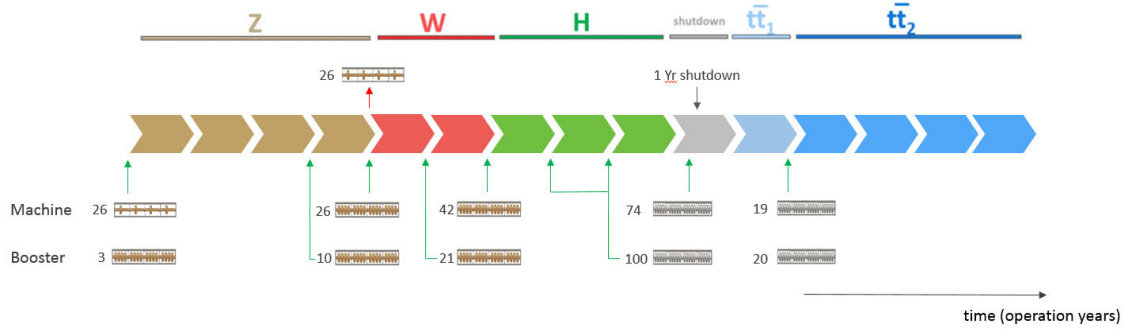 Z W H shutdown tt̄₁ tt̄₂
26 1 Yr shutdown
Machine 26 26 42 74 19
Booster 3 10 21 100 20
time (operation years)